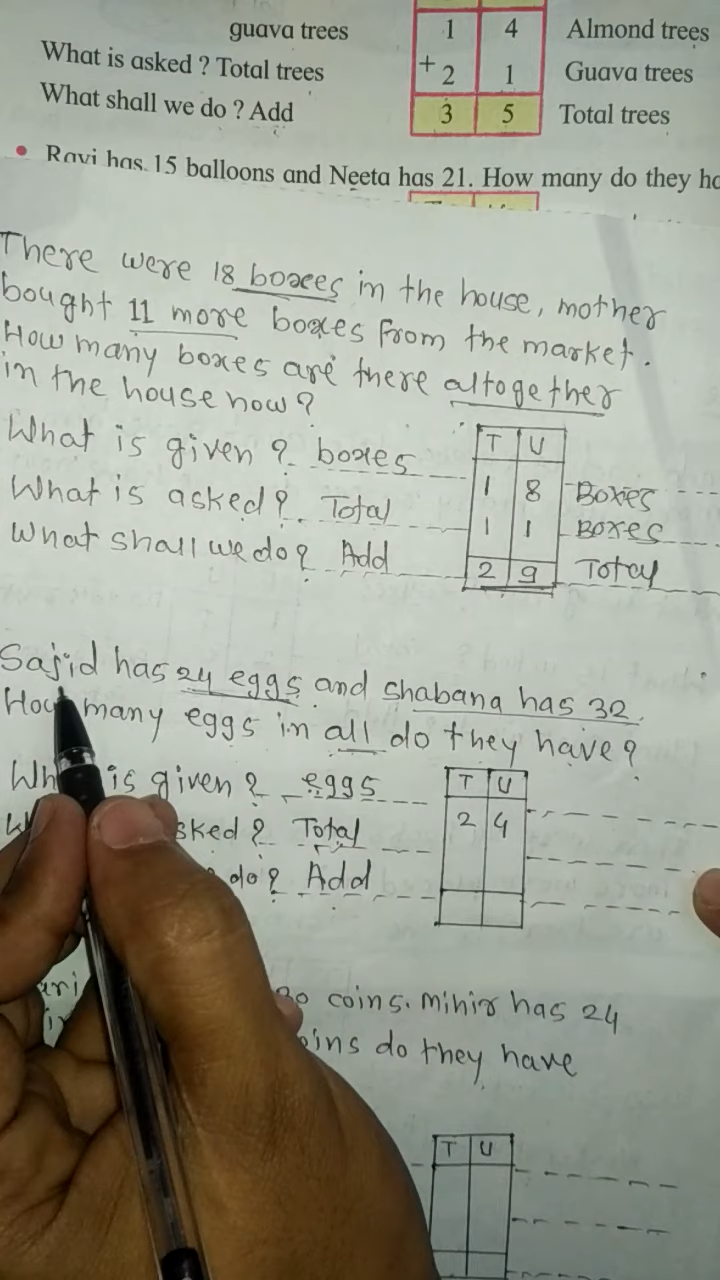 guava trees
1 4 Almond trees
What is asked ? Total trees
+ 2 1 Guava trees
What shall we do ? Add
3 5 Total trees
• Ravi has 15 balloons and Neeta has 21. How many do they
There were 18 boxes in the house, mother
bought 11 more boxes from the market.
How many boxes are there altogether
in the house now?
What is given ? boxes
T U
1 8 Boxies
What is asked? Total
1 1 Boxes
What shall we do? Add
2 9 Total
Sajid has 24 eggs and shabana has 32.
How many eggs in all do they have?
is given ? eggs
T U
2 4
Total
do? Add
coins. mihir has 24
do they have
T U